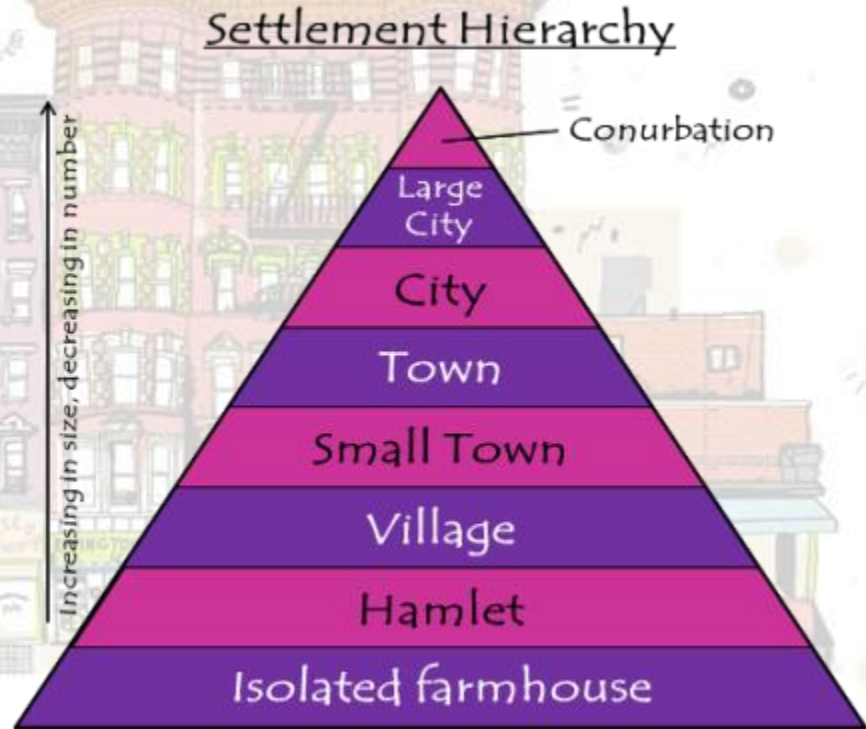 Settlement Hierarchy
Conurbation
Large
City
City
Town
Small Town
Village
Hamlet
Isolated farmhouse
Increasing in size, decreasing in number